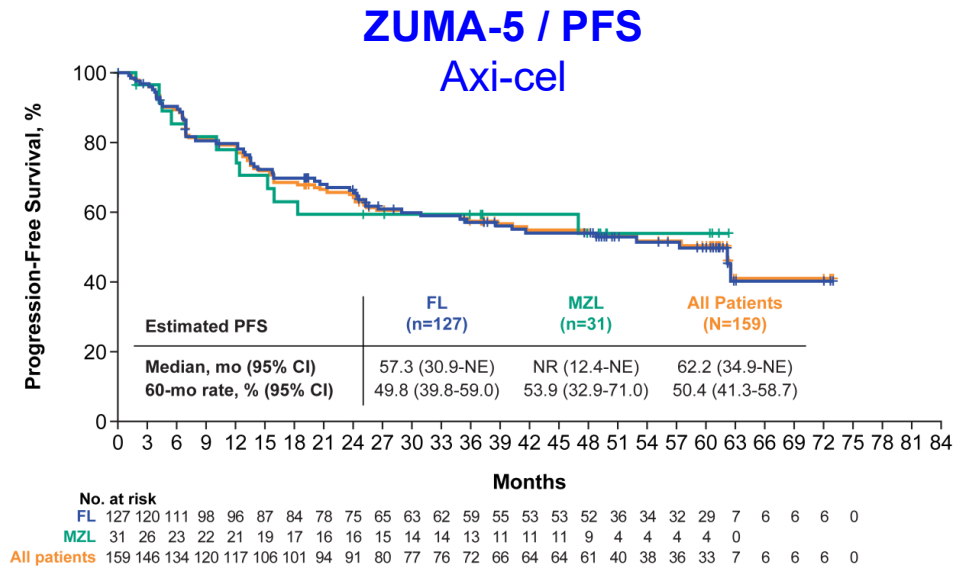 ZUMA-5 / PFS
Axi-cel
Progression-Free Survival, %
100
80
60
40
20
0
FL MZL All Patients
(n=127) (n=31) (N=159)
Estimated PFS
Median, mo (95% CI) 57.3 (30.9-NE) NR (12.4-NE) 62.2 (34.9-NE)
60-mo rate, % (95% CI) 49.8 (39.8-59.0) 53.9 (32.9-71.0) 50.4 (41.3-58.7)
0 3 6 9 12 15 18 21 24 27 30 33 36 39 42 45 48 51 54 57 60 63 66 69 72 75 78 81 84
Months
No. at risk
FL 127 120 111 98 96 87 84 78 75 65 63 62 59 55 53 53 52 36 34 32 29 7 6 6 6 0
MZL 31 26 23 22 21 19 17 16 16 15 14 14 13 11 11 11 9 4 4 4 4 0
All patients 159 146 134 120 117 106 101 94 91 80 77 76 72 66 64 64 61 40 38 36 33 7 6 6 6 0